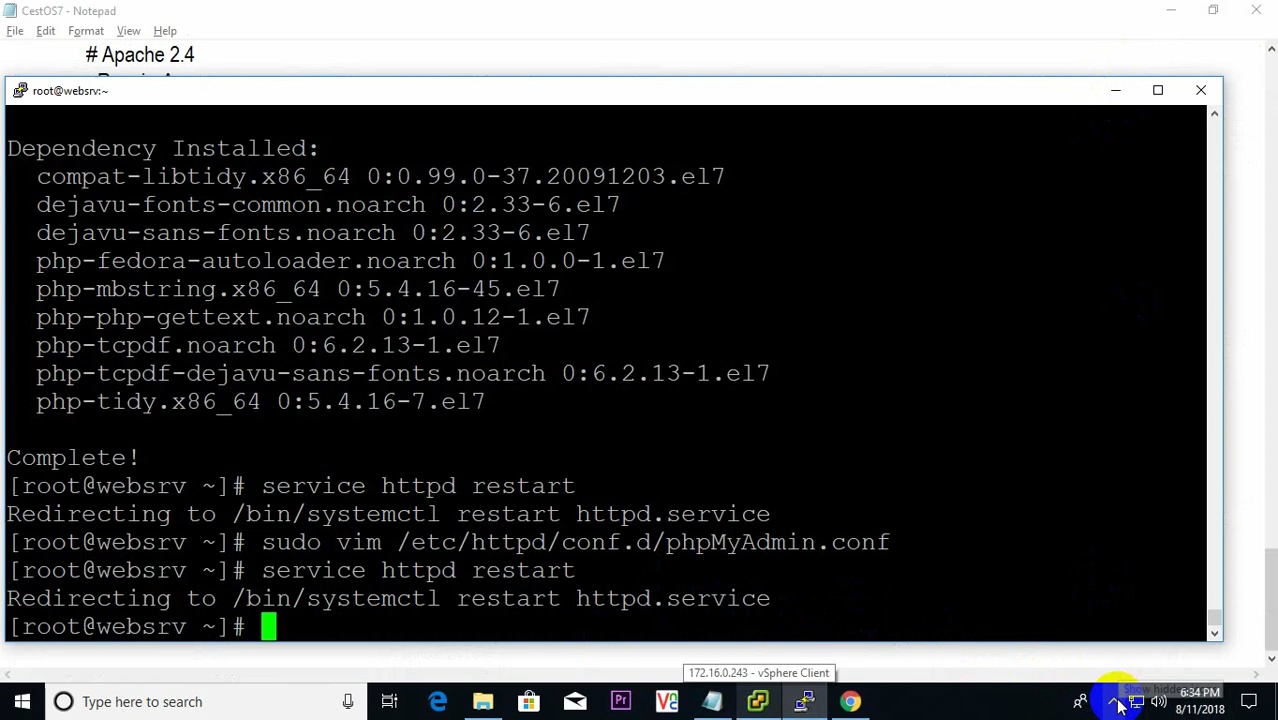 CestOS7 - Notepad
File Edit Format View Help
# Apache 2.4
root@websrv:~
Dependency Installed:
compat-libtidy.x86_64 0:0.99.0-37.20091203.el7
dejavu-fonts-common.noarch 0:2.33-6.el7
dejavu-sans-fonts.noarch 0:2.33-6.el7
php-fedora-autoloader.noarch 0:1.0.0-1.el7
php-mbstring.x86_64 0:5.4.16-45.el7
php-php-gettext.noarch 0:1.0.12-1.el7
php-tcpdf.noarch 0:6.2.13-1.el7
php-tcpdf-dejavu-sans-fonts.noarch 0:6.2.13-1.el7
php-tidy.x86_64 0:5.4.16-7.el7
Complete!
[root@websrv ~]# service httpd restart
Redirecting to /bin/systemctl restart httpd.service
[root@websrv ~]# sudo vim /etc/httpd/conf.d/phpMyAdmin.conf
[root@websrv ~]# service httpd restart
Redirecting to /bin/systemctl restart httpd.service
[root@websrv ~]#
172.16.0.243 - vSphere Client
Type here to search
Pr
Show hidden
6:34 PM
8/11/2018